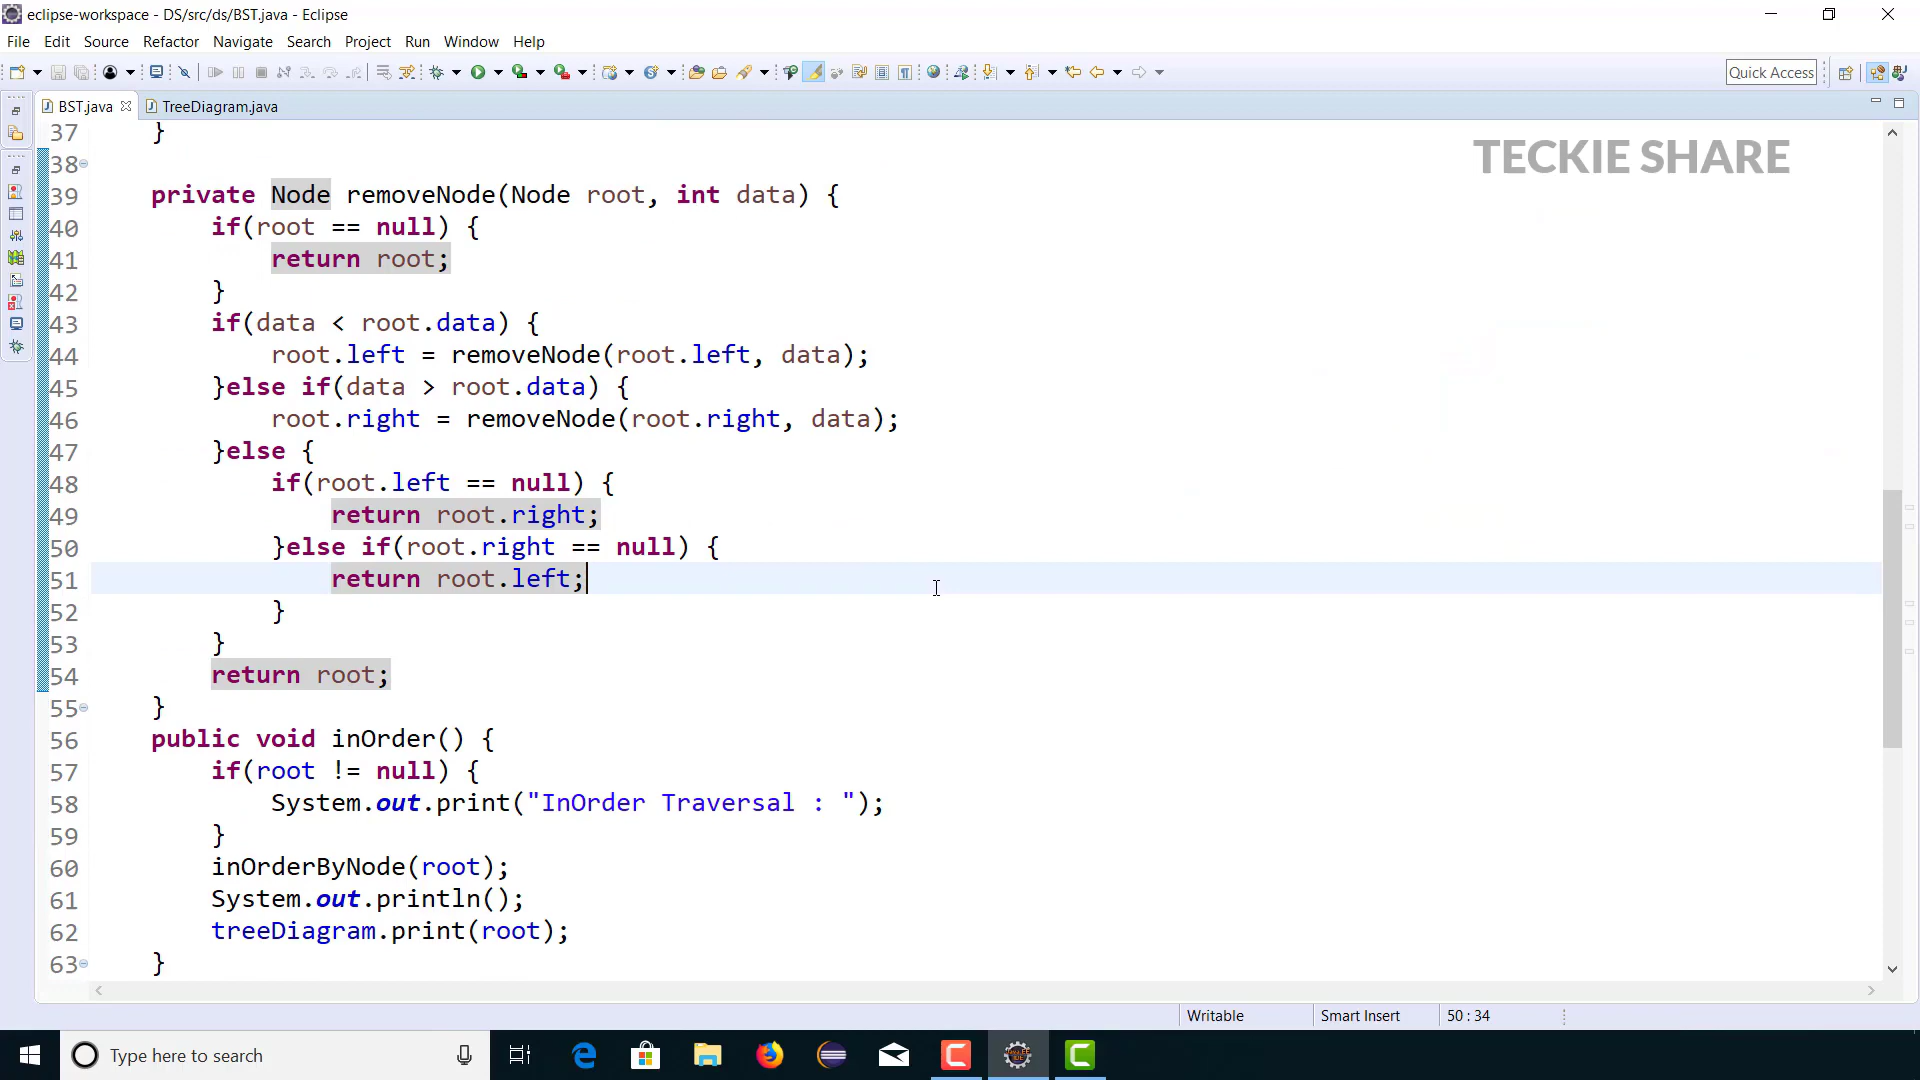 eclipse-workspace - DS/src/ds/BST.java - Eclipse
File Edit Source Refactor Navigate Search Project Run Window Help
Quick Access
BST.java TreeDiagram.java
TECKIE SHARE
37 }
38
39 private Node removeNode(Node root, int data) {
40 if(root == null) {
41 return root;
42 }
43 if(data < root.data) {
44 root.left = removeNode(root.left, data);
45 }else if(data > root.data) {
46 root.right = removeNode(root.right, data);
47 }else {
48 if(root.left == null) {
49 return root.right;
50 }else if(root.right == null) {
51 return root.left;
52 }
53 }
54 return root;
55 }
56 public void inOrder() {
57 if(root != null) {
58 System.out.print("InOrder Traversal : ");
59 }
60 inOrderByNode(root);
61 System.out.println();
62 treeDiagram.print(root);
63 }
Writable Smart Insert 50 : 34
Type here to search